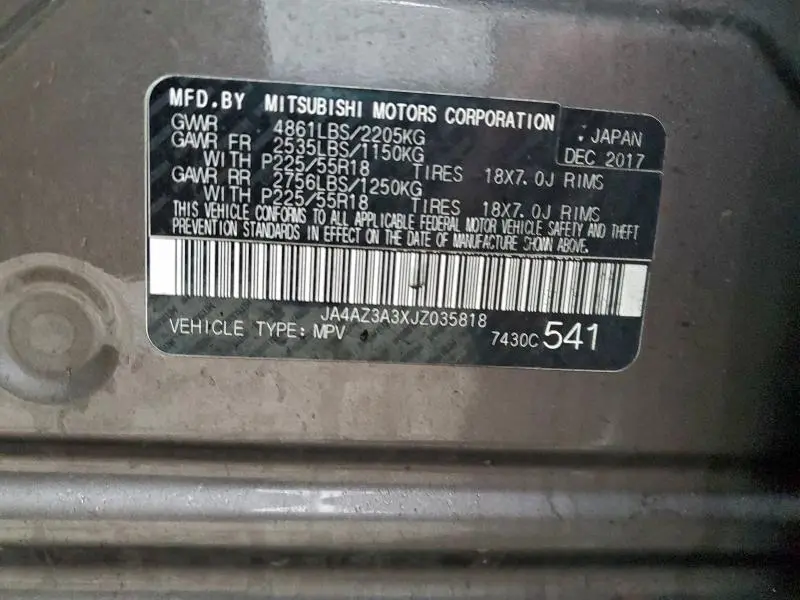 MFD.BY MITSUBISHI MOTORS CORPORATION
GVWR 4861LBS/2205KG
JAPAN
GAWR FR 2535LBS/1150KG
DEC 2017
WITH P225/55R18 TIRES 18X7.0J RIMS
GAWR RR 2756LBS/1250KG
WITH P225/55R18 TIRES 18X7.0J RIMS
THIS VEHICLE CONFORMS TO ALL APPLICABLE FEDERAL MOTOR VEHICLE SAFETY AND THEFT
PREVENTION STANDARDS IN EFFECT ON THE DATE OF MANUFACTURE SHOWN ABOVE.
JA4AZ3A3XJZ035818
VEHICLE TYPE: MPV 7430C 541